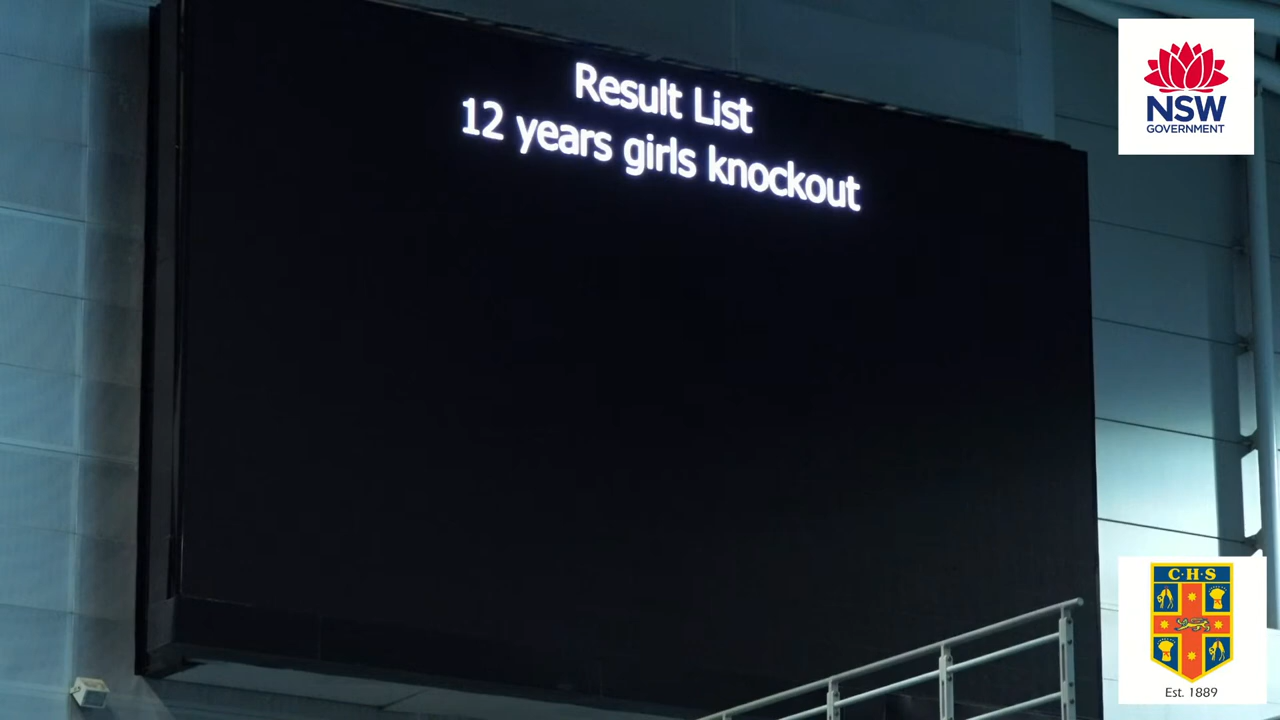 Result List
12 years girls knockout
NSW
GOVERNMENT
C·H·S
Est. 1889